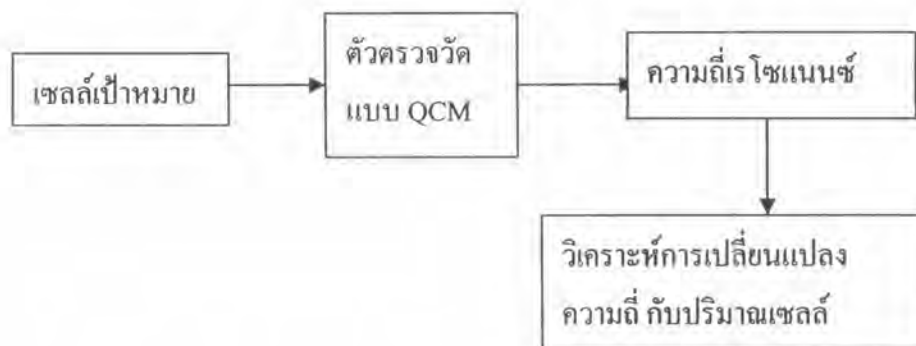 เซลล์เป้าหมาย
ตัวตรวจวัด
แบบ QCM
ความถี่เรโซแนนซ์
วิเคราะห์การเปลี่ยนแปลง
ความถี่ กับปริมาณเซลล์